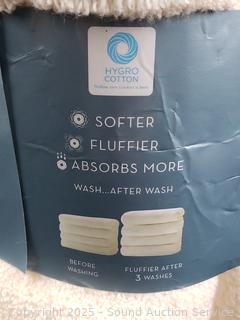 HYGRO
COTTON
SOFTER
FLUFFIER
ABSORBS MORE
WASH...AFTER WASH
BEFORE
WASHING
FLUFFIER AFTER
3 WASHES
Copyright 2025 - Sound Auction Service